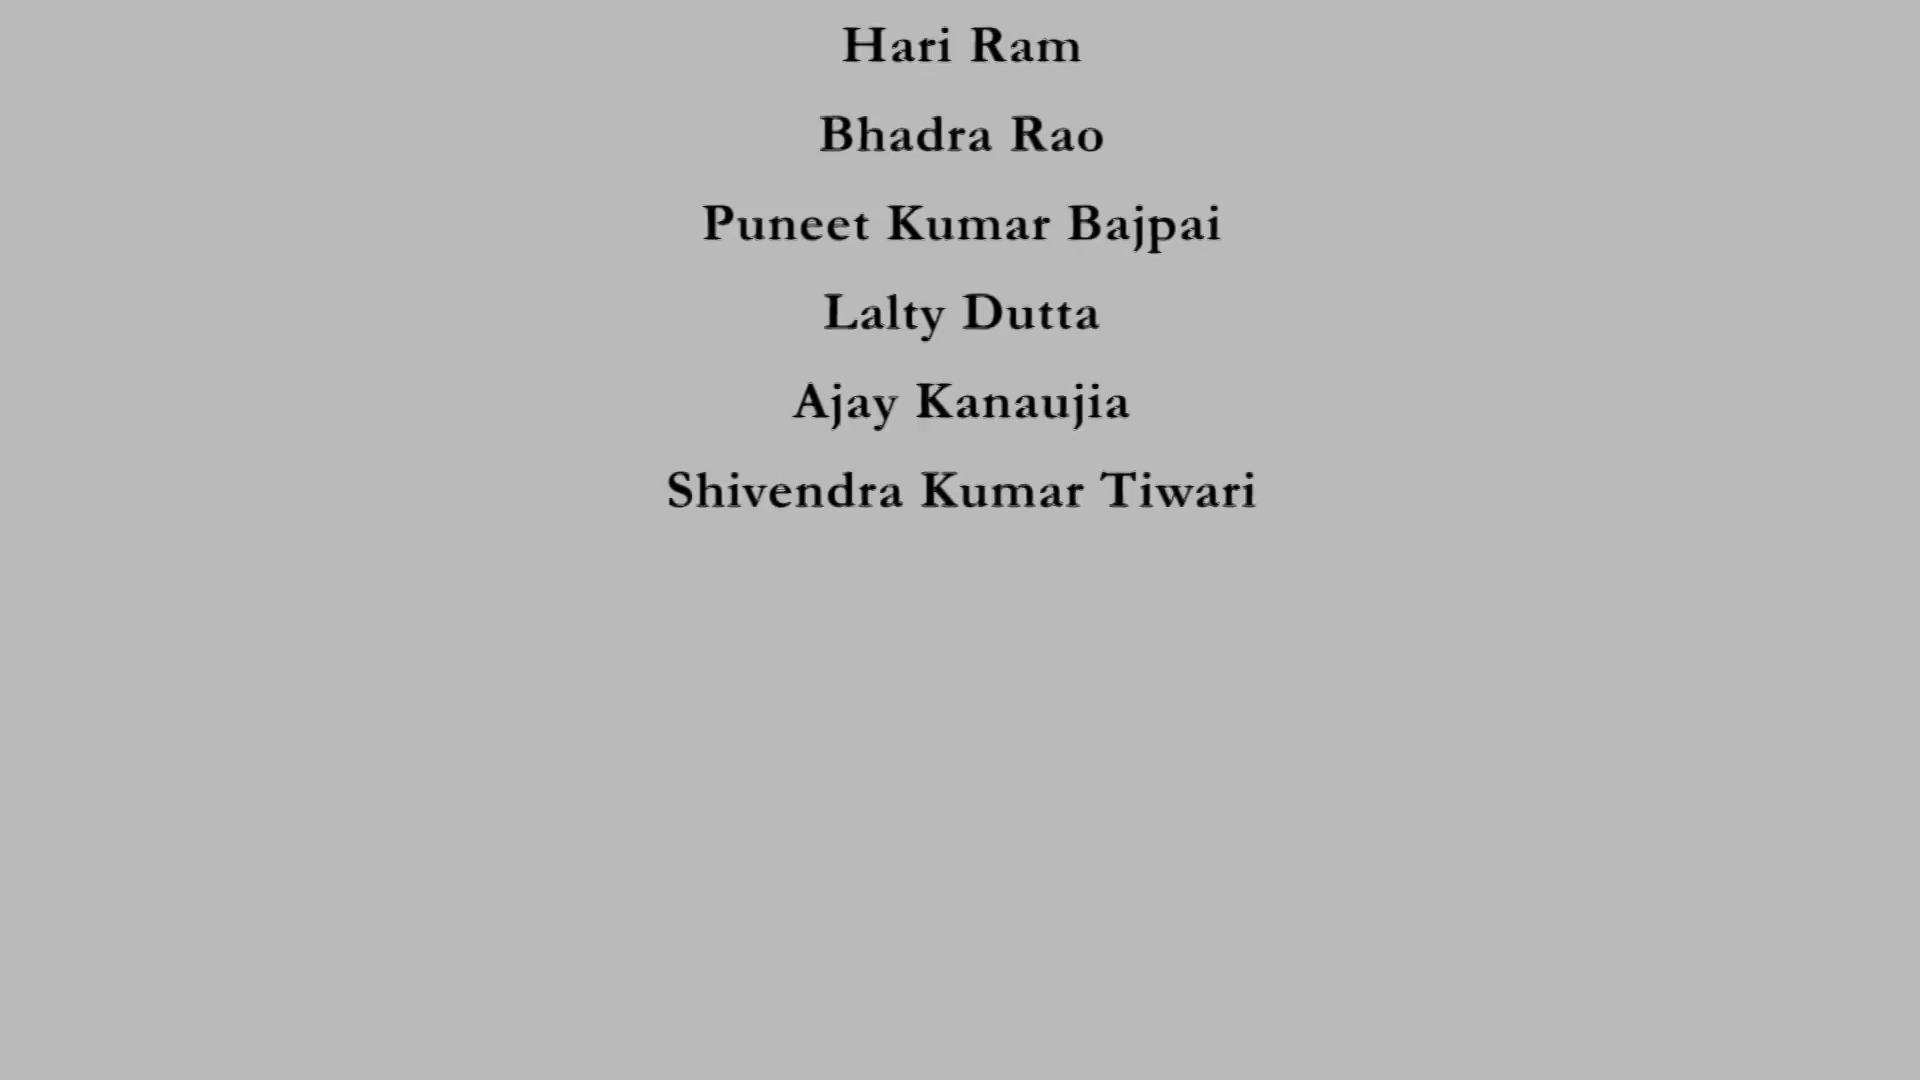 Hari Ram
Bhadra Rao
Puneet Kumar Bajpai
Lalty Dutta
Ajay Kanaujia
Shivendra Kumar Tiwari